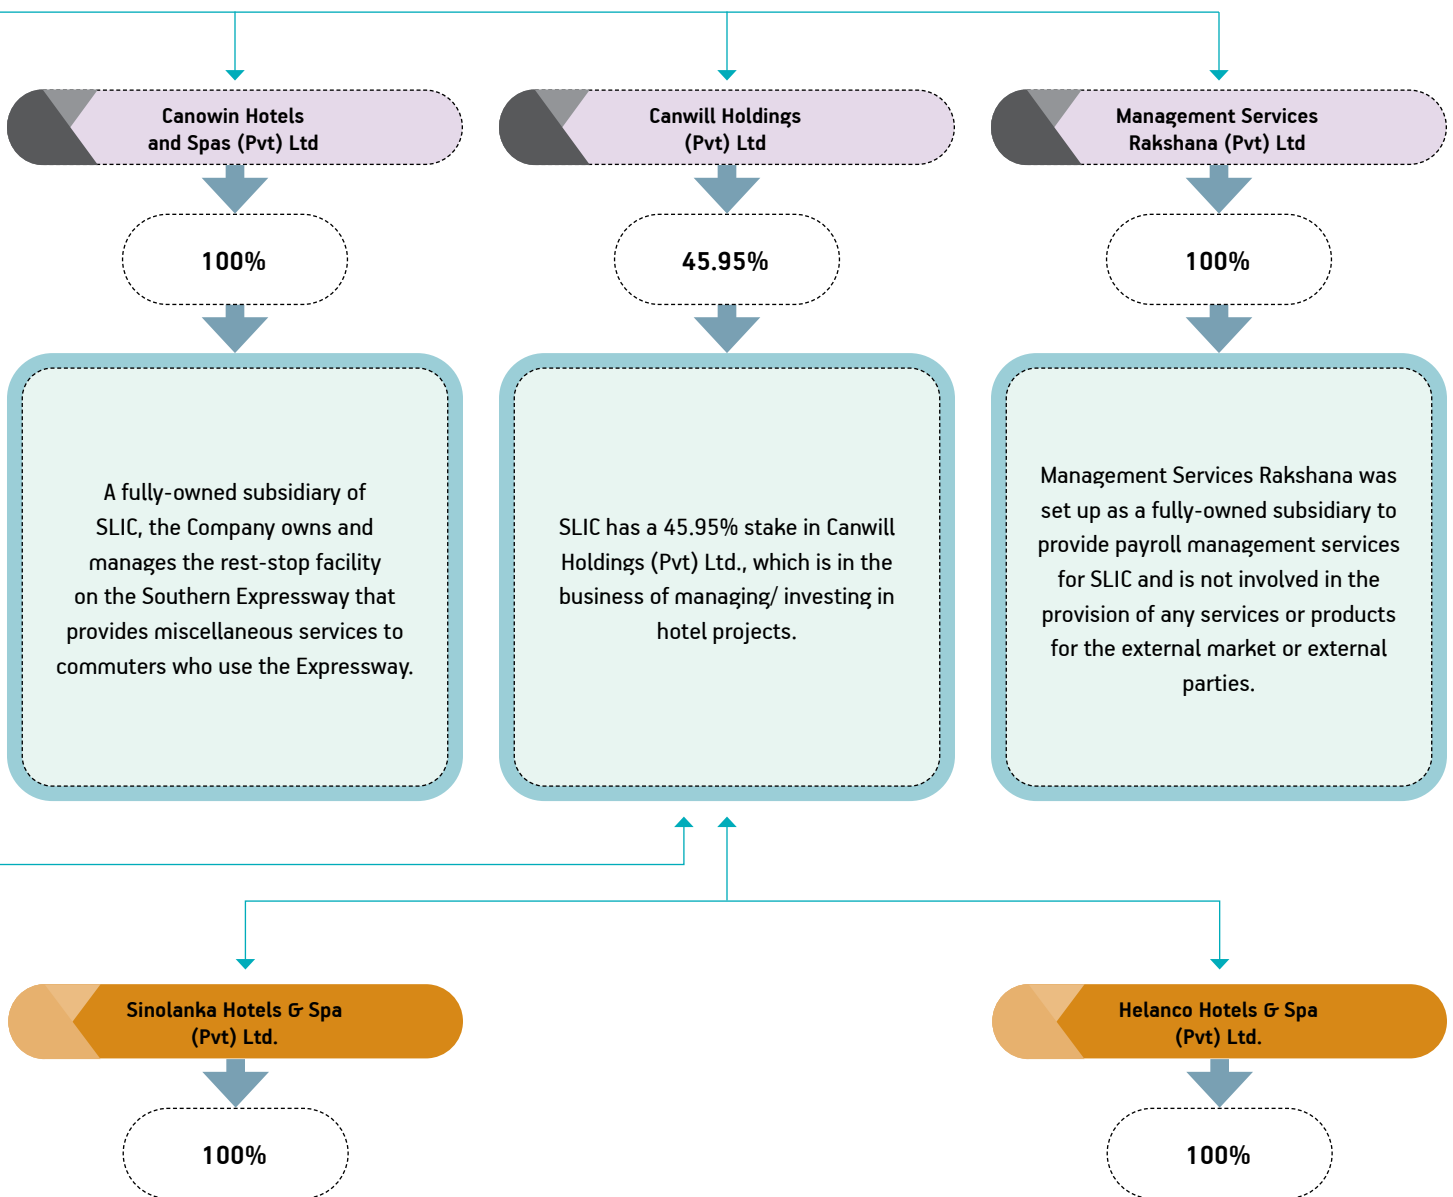 Canowin Hotels
and Spas (Pvt) Ltd
100%
A fully-owned subsidiary of
SLIC, the Company owns and
manages the rest-stop facility
on the Southern Expressway that
provides miscellaneous services to
commuters who use the Expressway.
Canwill Holdings
(Pvt) Ltd
45.95%
SLIC has a 45.95% stake in Canwill
Holdings (Pvt) Ltd., which is in the
business of managing/ investing in
hotel projects.
Management Services
Rakshana (Pvt) Ltd
100%
Management Services Rakshana was
set up as a fully-owned subsidiary to
provide payroll management services
for SLIC and is not involved in the
provision of any services or products
for the external market or external
parties.
Sinolanka Hotels & Spa
(Pvt) Ltd.
100%
Helanco Hotels & Spa
(Pvt) Ltd.
100%